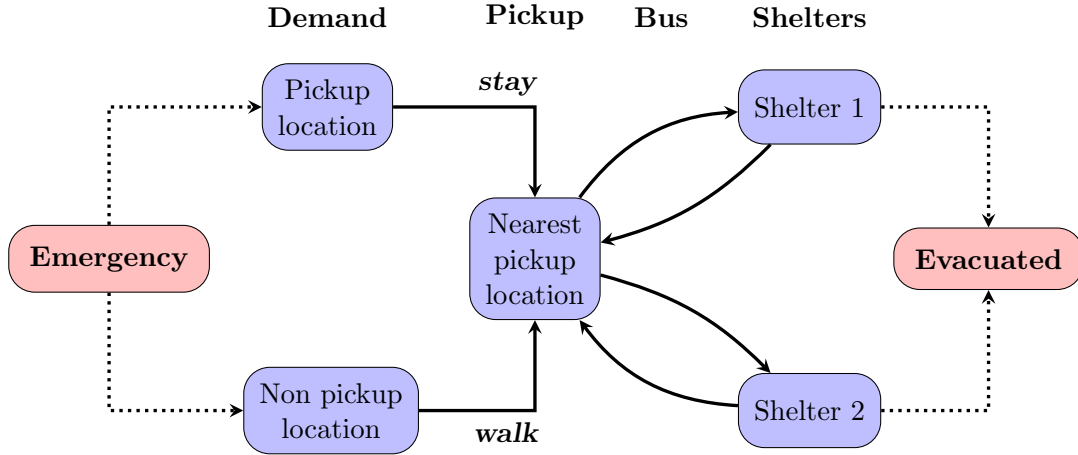 Demand
Pickup
Bus
Shelters
stay
Pickup
location
Shelter 1
Emergency
Nearest
pickup
location
Evacuated
Non pickup
location
walk
Shelter 2